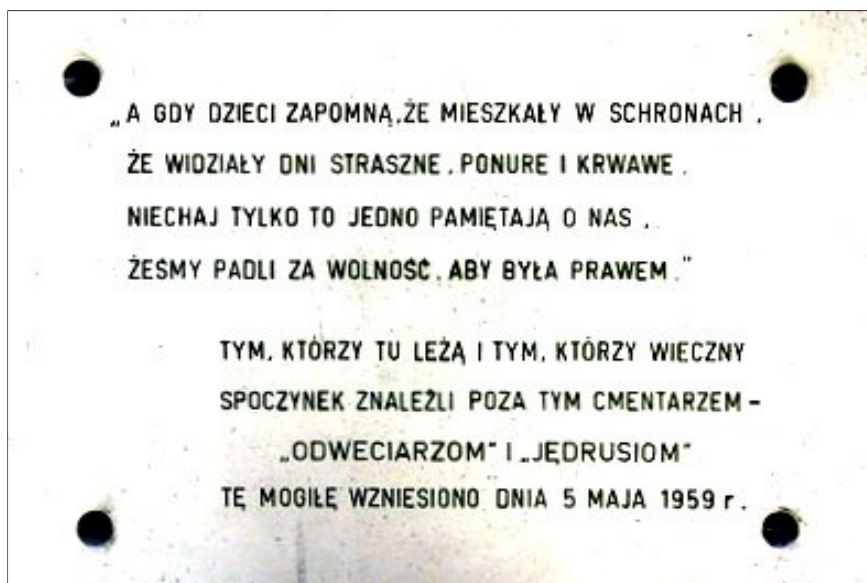 „A GDY DZIECI ZAPOMNĄ, ŻE MIESZKAŁY W SCHRONACH,
ŻE WIDZIAŁY DNI STRASZNE, PONURE I KRWAWE,
NIECHAJ TYLKO TO JEDNO PAMIĘTAJĄ O NAS,
ŻEŚMY PADLI ZA WOLNOŚĆ, ABY BYŁA PRAWEM."
TYM, KTÓRZY TU LEŻĄ I TYM, KTÓRZY WIECZNY
SPOCZYNEK ZNALEŹLI POZA TYM CMENTARZEM –
„ODWECIARZOM" I „JĘDRUSIOM"
TĘ MOGIŁĘ WZNIESIONO DNIA 5 MAJA 1959 r.